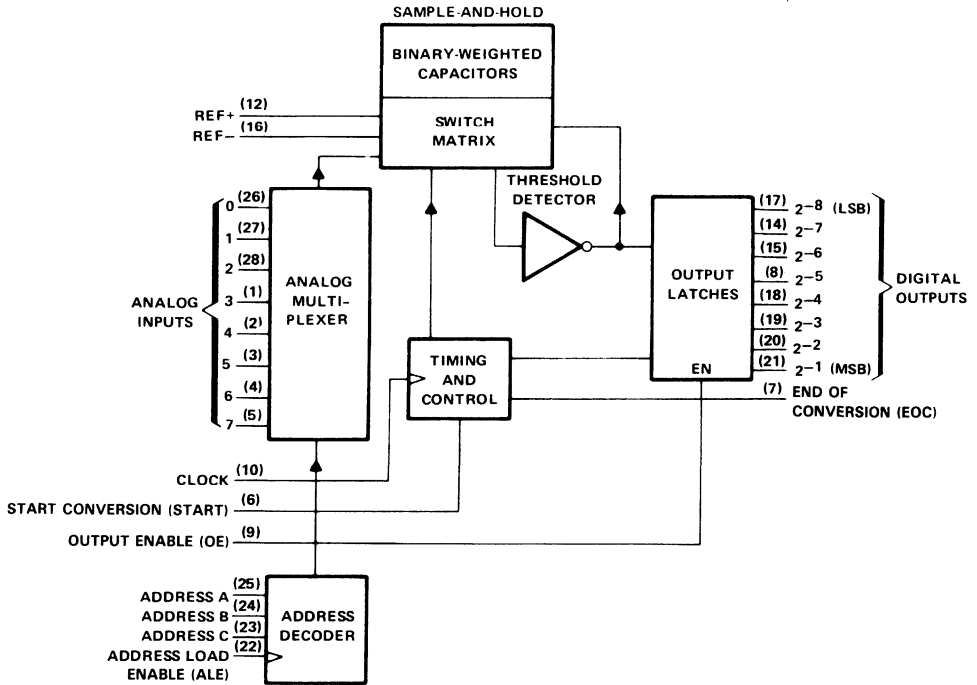 SAMPLE-AND-HOLD
BINARY-WEIGHTED
CAPACITORS
SWITCH
MATRIX
REF+ (12)
REF− (16)
THRESHOLD
DETECTOR
ANALOG
INPUTS
0 (26)
1 (27)
2 (28)
3 (1)
4 (2)
5 (3)
6 (4)
7 (5)
ANALOG
MULTI-
PLEXER
TIMING
AND
CONTROL
OUTPUT
LATCHES
EN
(17) 2−8 (LSB)
(14) 2−7
(15) 2−6
(8) 2−5
(18) 2−4
(19) 2−3
(20) 2−2
(21) 2−1 (MSB)
DIGITAL
OUTPUTS
(7) END OF
CONVERSION (EOC)
CLOCK (10)
START CONVERSION (START) (6)
OUTPUT ENABLE (OE) (9)
ADDRESS A (25)
ADDRESS B (24)
ADDRESS C (23)
ADDRESS LOAD (22)
ENABLE (ALE)
ADDRESS
DECODER